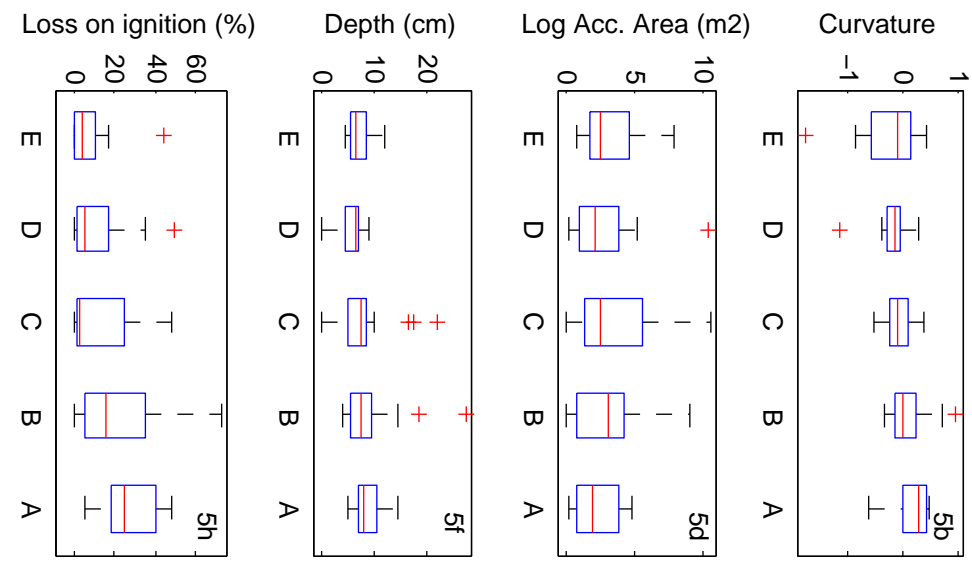 Loss on ignition (%)
0 20 40 60
E D C B A
5h
Depth (cm)
0 10 20
E D C B A
5f
Log Acc. Area (m2)
0 5 10
E D C B A
5d
Curvature
−1 0 1
E D C B A
5b